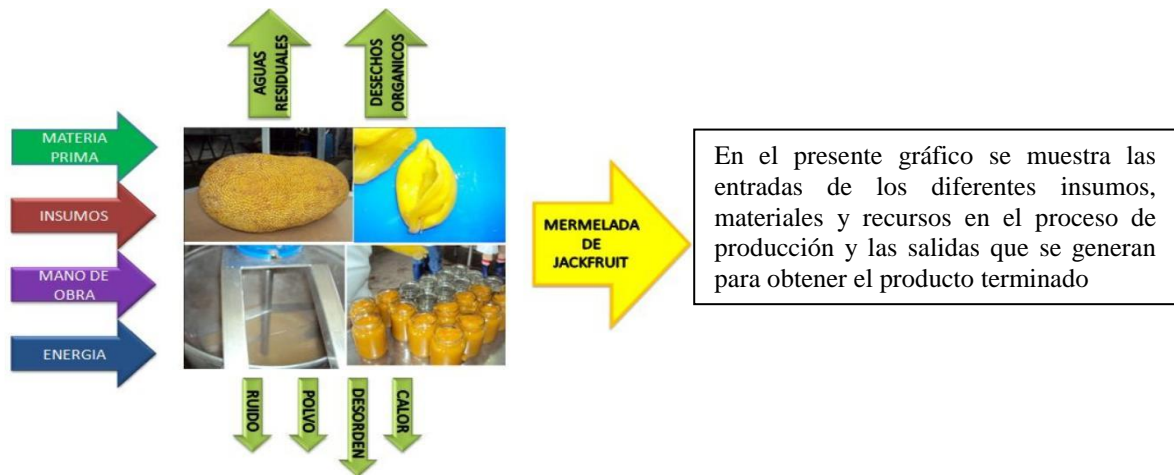 AGUAS
RESIDUALES
DESECHOS
ORGANICOS
MATERIA
PRIMA
INSUMOS
MANO DE
OBRA
ENERGIA
MERMELADA
DE
JACKFRUIT
En el presente gráfico se muestra las
entradas de los diferentes insumos,
materiales y recursos en el proceso de
producción y las salidas que se generan
para obtener el producto terminado
RUIDO
POLVO
DESORDEN
CALOR